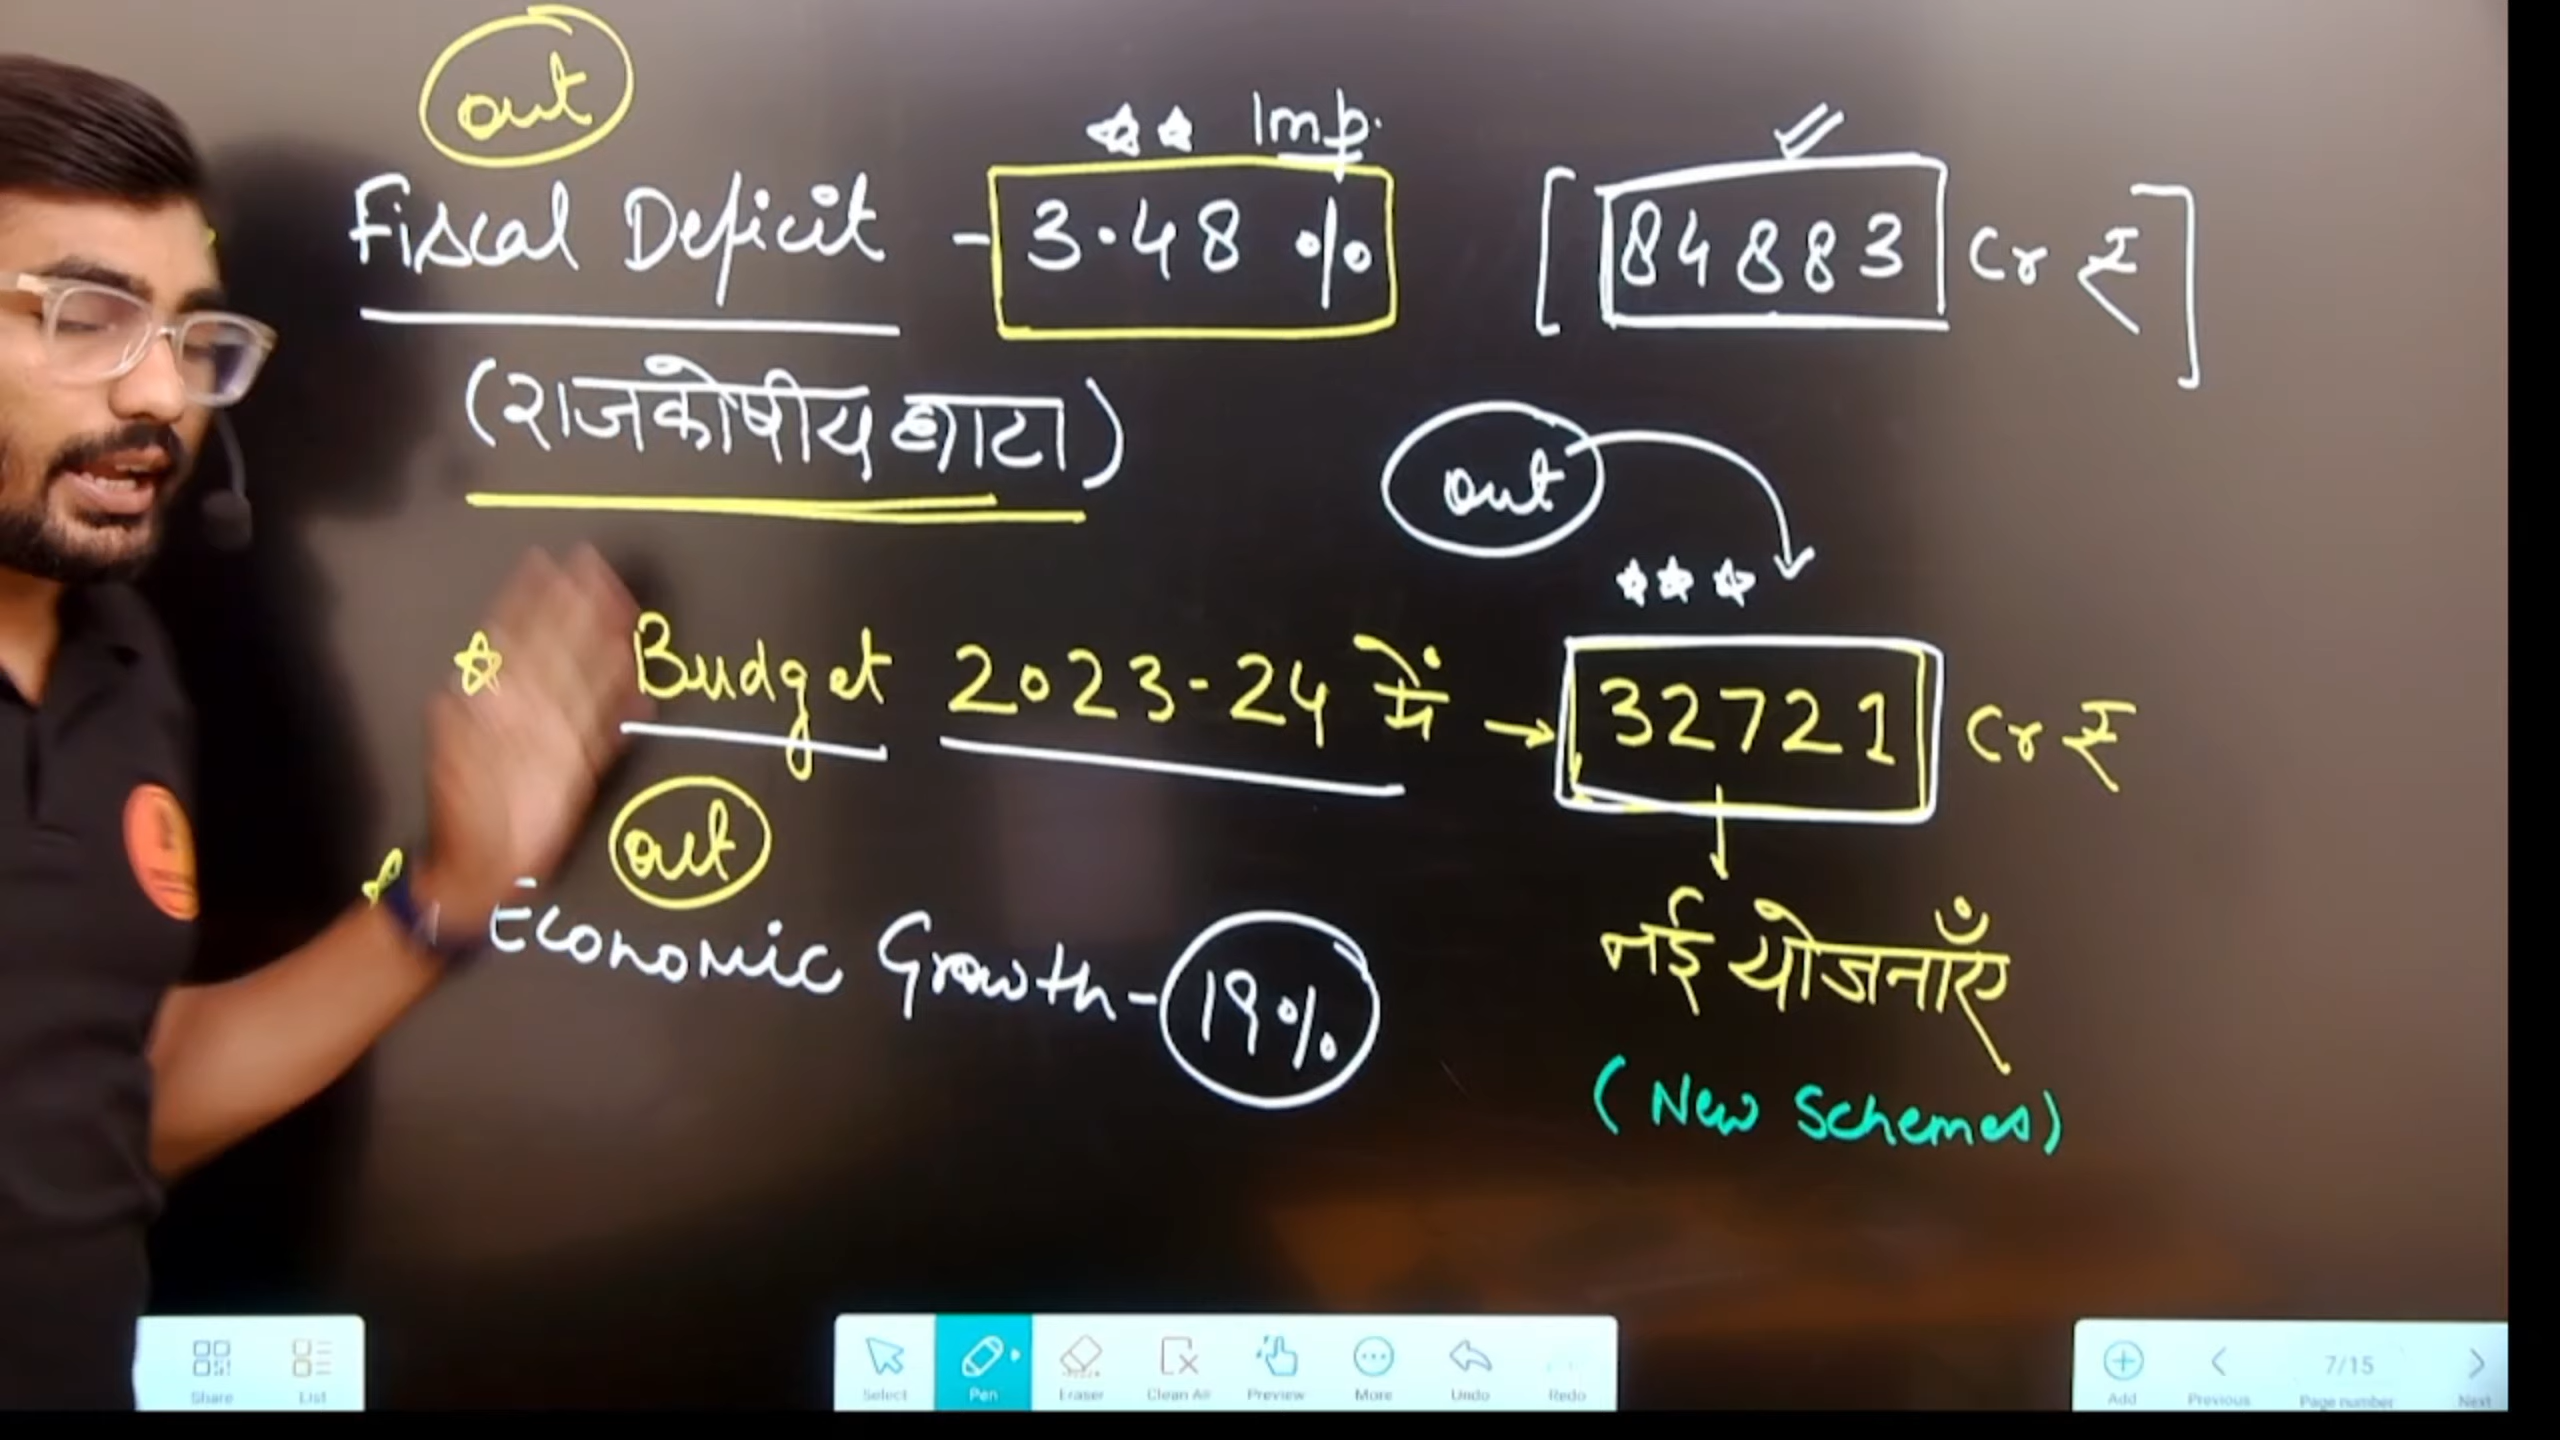 out
★★ Imp.
Fiscal Deficit - 3.48 % [84883 Cr ₹]
(राजकोषीय घाटा)
out
★★★
☆ Budget 2023-24 में → 32721 Cr ₹
out
Economic Growth - 19%
नई योजनाएँ
(New Schemes)
Share List Select Pen Eraser Clean All Preview More Undo Redo Add Previous 7/15 Page number Next